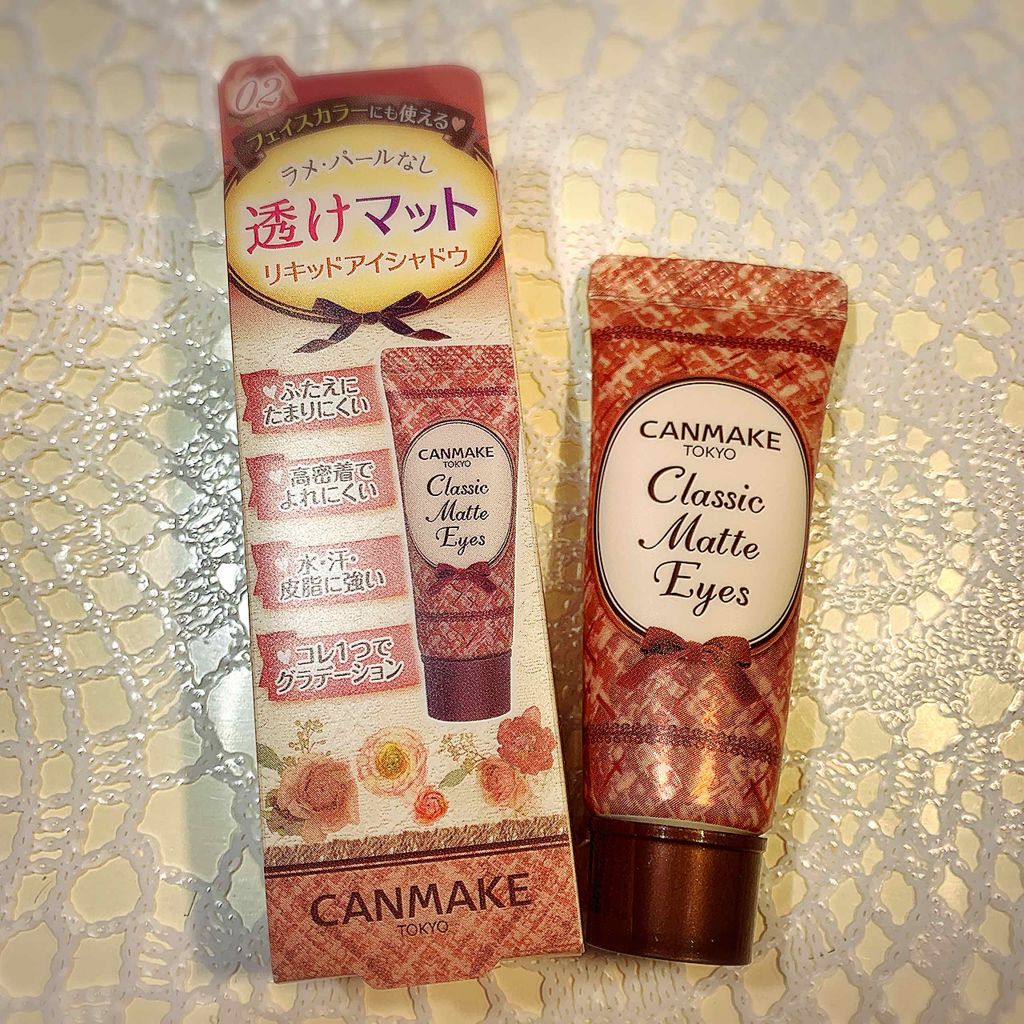 02
フェイスカラーにも使える♥
ラメ・パールなし
透けマット
リキッドアイシャドウ
♥ふたえに
たまりにくい
♥高密着で
よれにくい
♥水・汗・
皮脂に強い
♥コレ1つで
グラデーション
CANMAKE
TOKYO
Classic
Matte
Eyes
CANMAKE
TOKYO
CANMAKE
TOKYO
Classic
Matte
Eyes